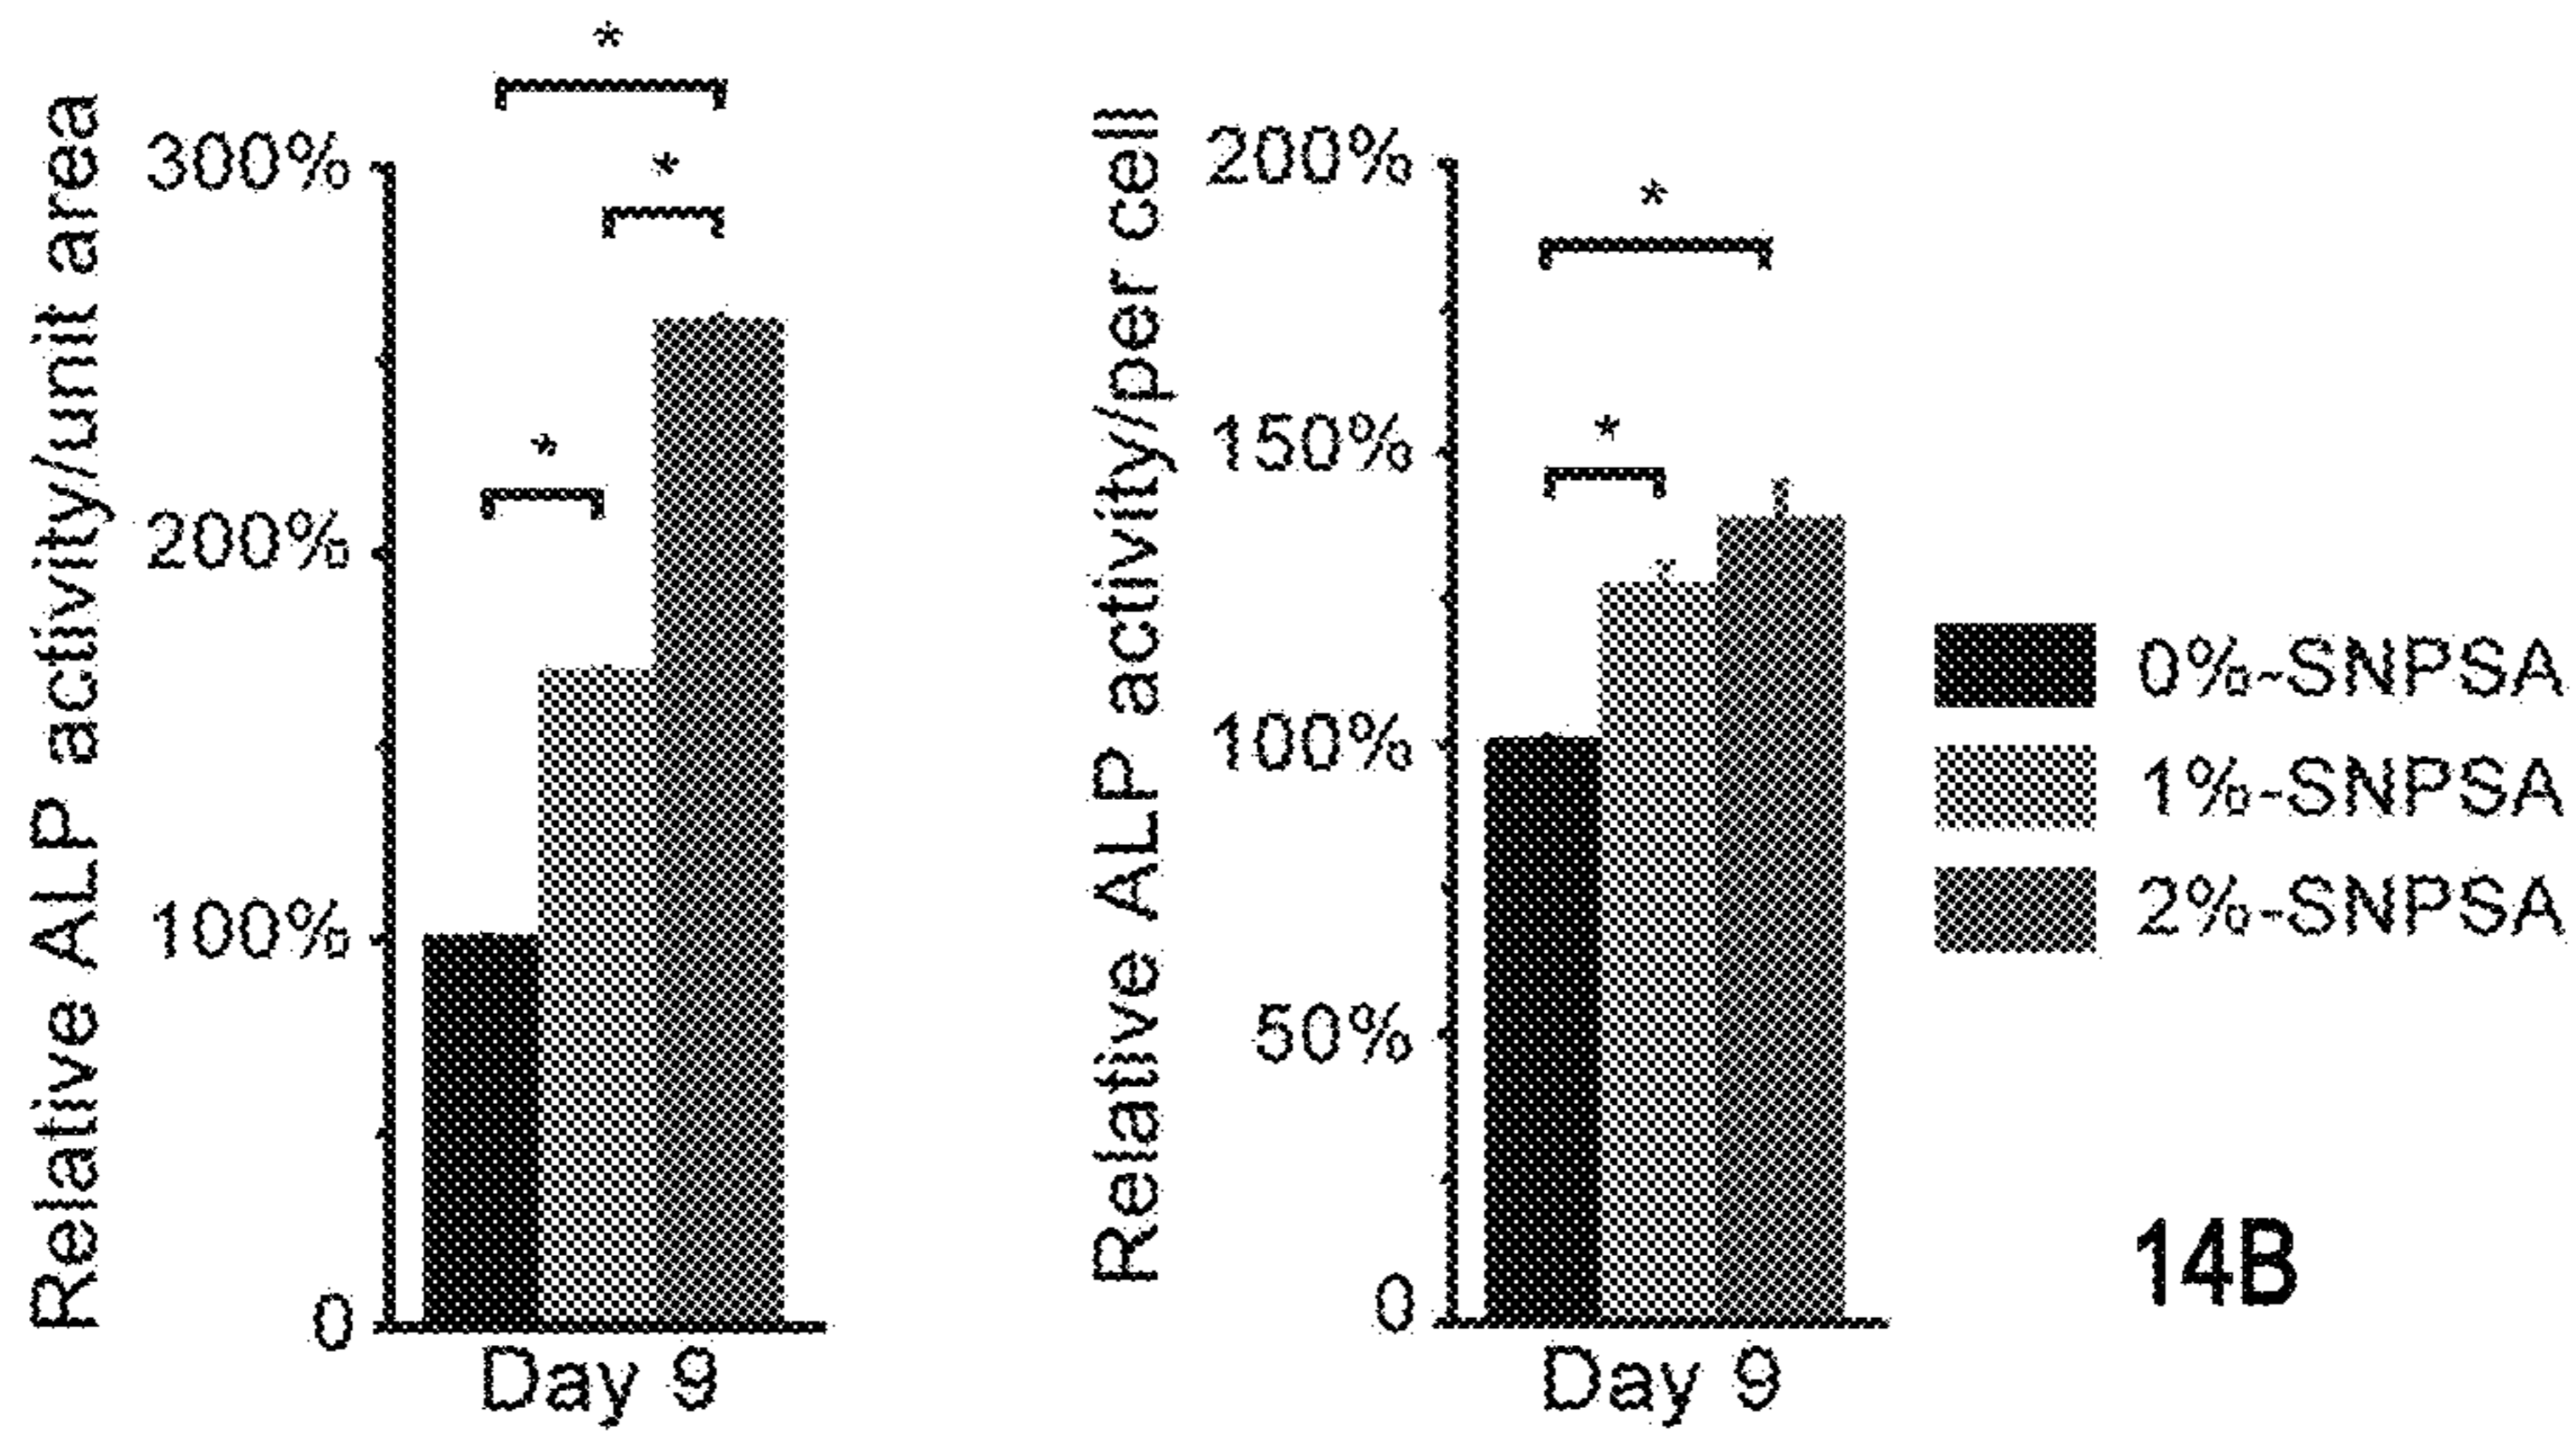 Relative ALP activity/unit area
300%
200%
100%
0
*
*
*
Day 9
Relative ALP activity/per cell
200%
150%
100%
50%
0
*
*
Day 9
0%-SNPSA
1%-SNPSA
2%-SNPSA
14B